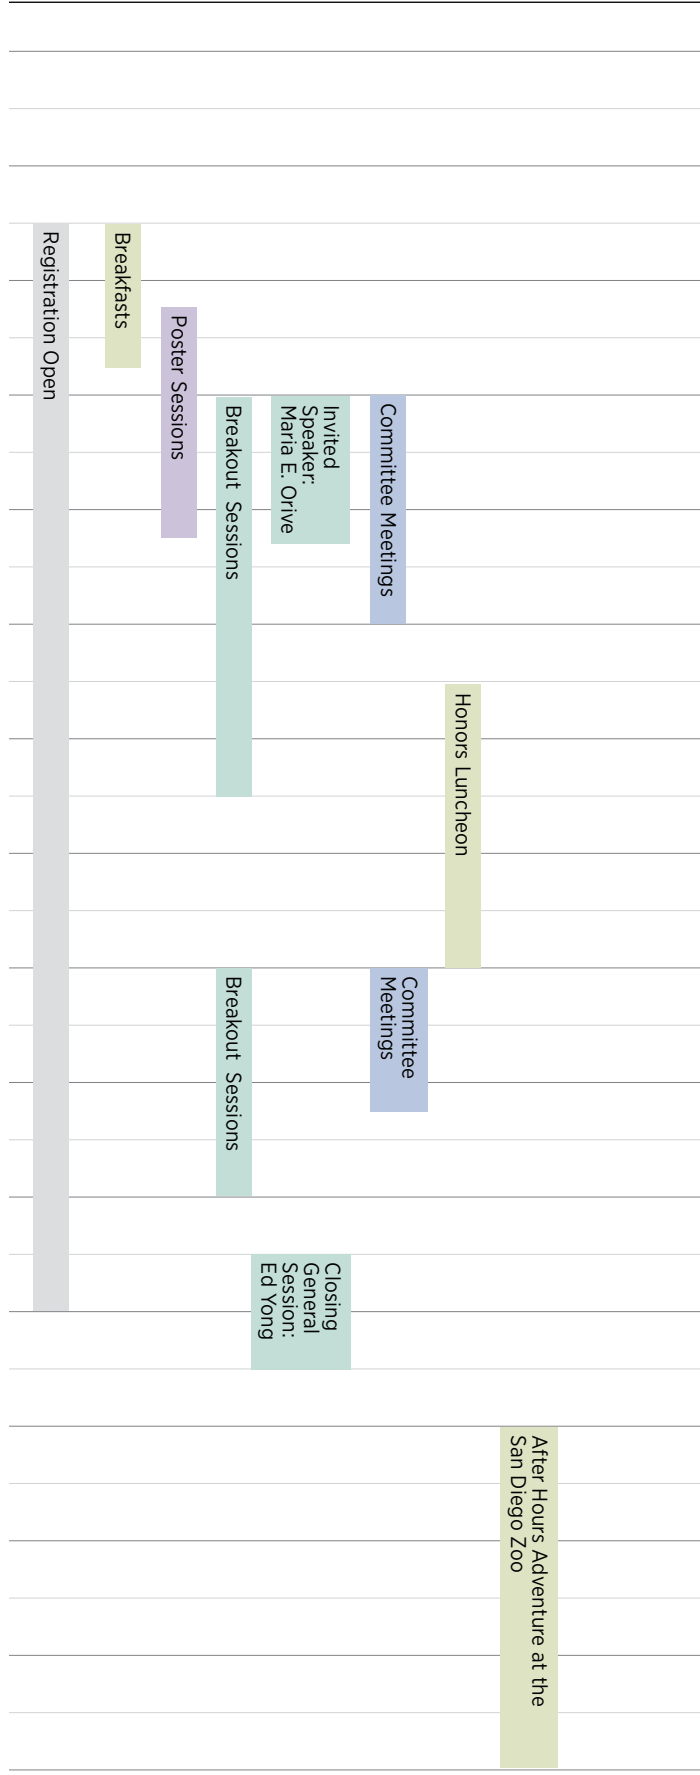 Registration Open
Breakfasts
Poster Sessions
Breakout Sessions
Invited
Speaker:
Maria E. Orive
Committee Meetings
Honors Luncheon
Breakout Sessions
Committee
Meetings
Closing
General
Session:
Ed Yong
After Hours Adventure at the
San Diego Zoo